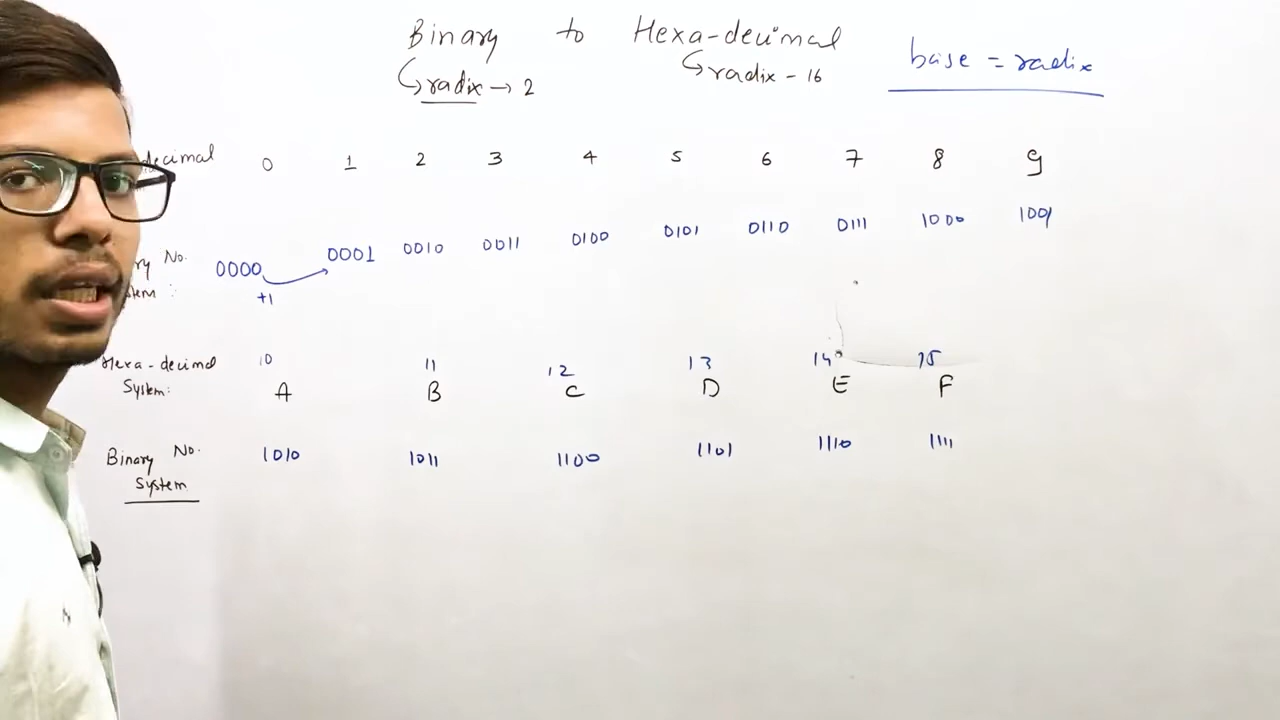 Binary to Hexa-decimal
radix → 2
radix - 16
base = radix
decimal 0 1 2 3 4 5 6 7 8 9
No. 0000 0001 0010 0011 0100 0101 0110 0111 1000 1001
+1
Hexa-decimal 10 11 12 13 14 15
System: A B C D E F
Binary No. 1010 1011 1100 1101 1110 1111
System